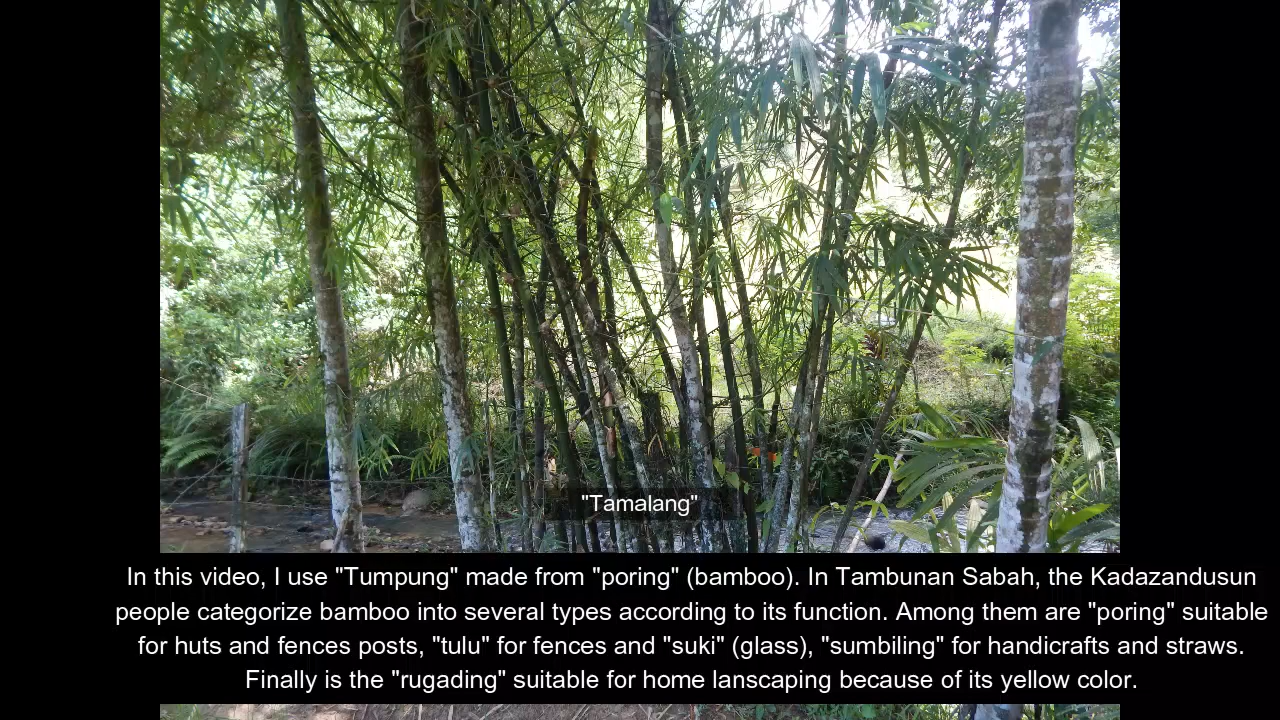 "Tamalang"
In this video, I use "Tumpung" made from "poring" (bamboo). In Tambunan Sabah, the Kadazandusun
people categorize bamboo into several types according to its function. Among them are "poring" suitable
for huts and fences posts, "tulu" for fences and "suki" (glass), "sumbiling" for handicrafts and straws.
Finally is the "rugading" suitable for home lanscaping because of its yellow color.